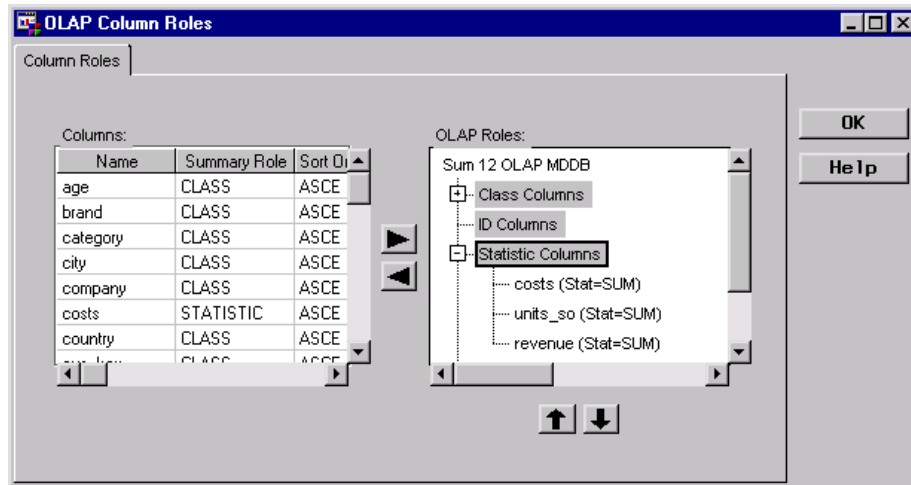 OLAP Column Roles
Column Roles
Columns:
Name Summary Role Sort Or
age CLASS ASCE
brand CLASS ASCE
category CLASS ASCE
city CLASS ASCE
company CLASS ASCE
costs STATISTIC ASCE
country CLASS ASCE
OLAP Roles:
Sum 12 OLAP MDDB
Class Columns
ID Columns
Statistic Columns
costs (Stat=SUM)
units_so (Stat=SUM)
revenue (Stat=SUM)
OK
Help